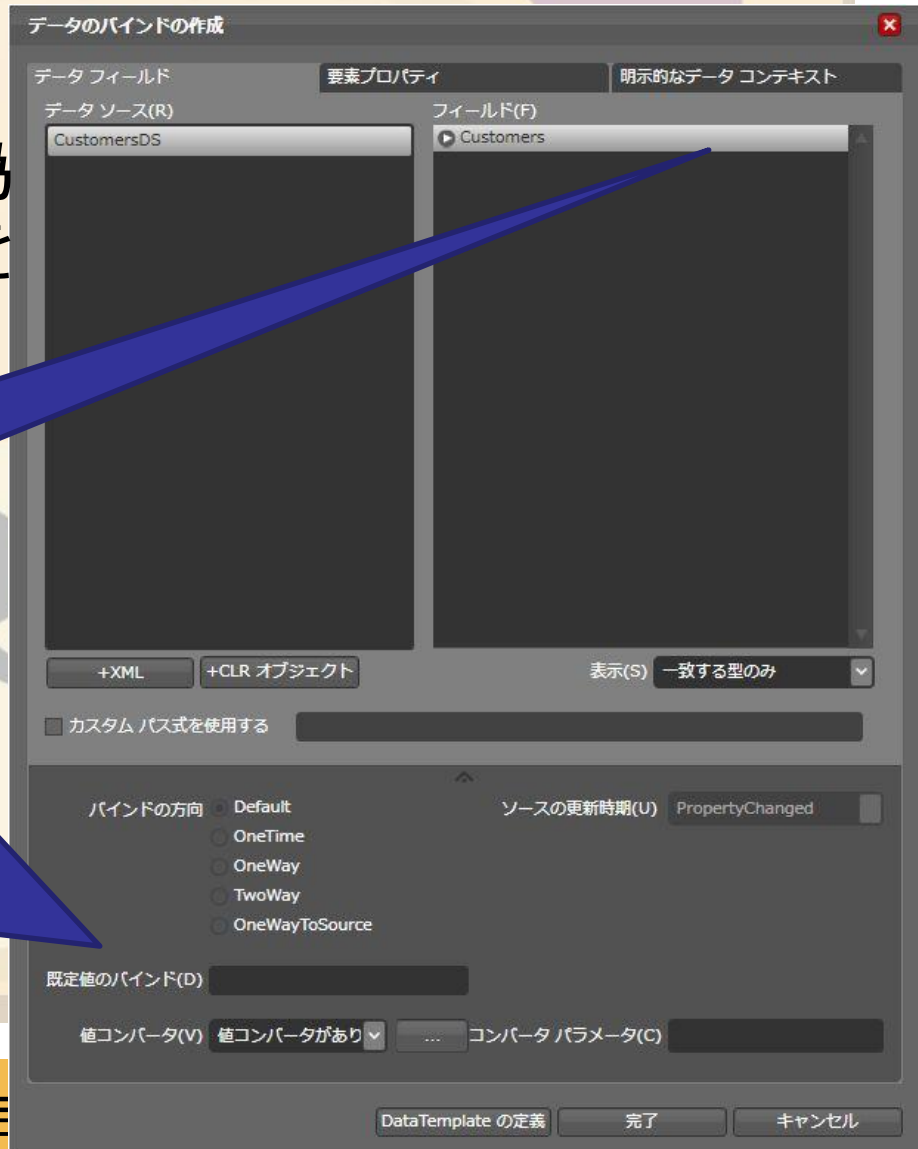 データのバインドの作成
データ フィールド 要素プロパティ 明示的なデータ コンテキスト
データ ソース(R) フィールド(F)
CustomersDS Customers
+XML +CLR オブジェクト 表示(S) 一致する型のみ
カスタム パス式を使用する
バインドの方向 Default ソースの更新時期(U) PropertyChanged
OneTime
OneWay
TwoWay
OneWayToSource
既定値のバインド(D)
値コンバータ(V) 値コンバータがあり ... コンバータ パラメータ(C)
DataTemplate の定義 完了 キャンセル